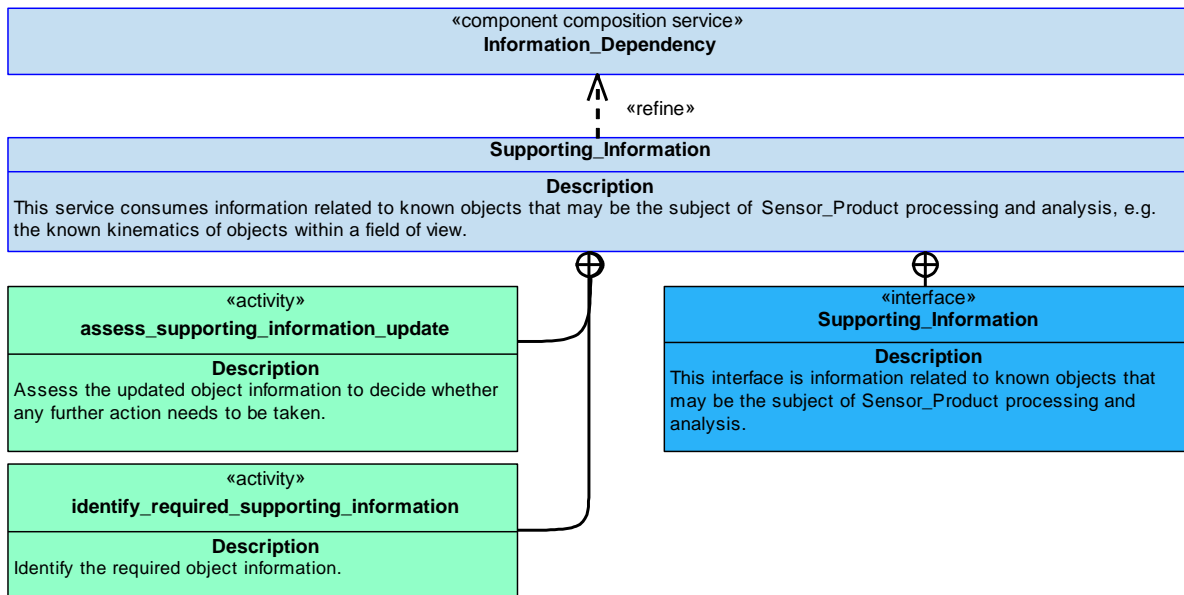 «component composition service»
Information_Dependency
«refine»
Supporting_Information
Description
This service consumes information related to known objects that may be the subject of Sensor_Product processing and analysis, e.g.
the known kinematics of objects within a field of view.
«activity»
assess_supporting_information_update
Description
Assess the updated object information to decide whether
any further action needs to be taken.
«interface»
Supporting_Information
Description
This interface is information related to known objects that
may be the subject of Sensor_Product processing and
analysis.
«activity»
identify_required_supporting_information
Description
Identify the required object information.